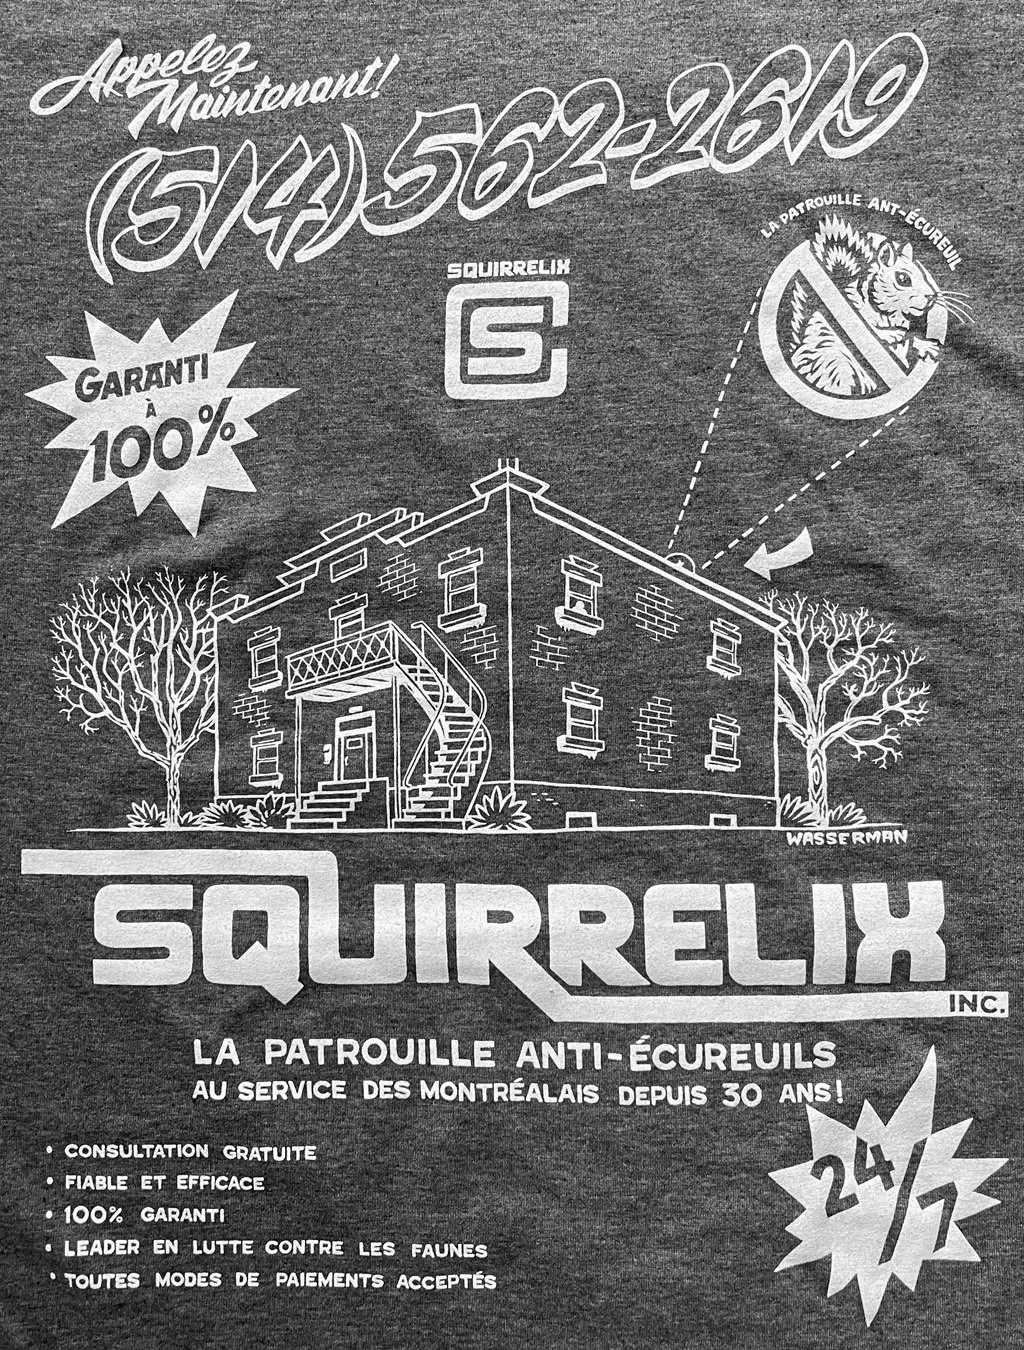 Appelez
Maintenant!
(514) 562-2619
LA PATROUILLE ANT-ÉCUREUIL
SQUIRRELIX
GARANTI
À
100%
WASSERMAN
SQUIRRELIX
INC.
LA PATROUILLE ANTI-ÉCUREUILS
AU SERVICE DES MONTRÉALAIS DEPUIS 30 ANS!
• CONSULTATION GRATUITE
• FIABLE ET EFFICACE
• 100% GARANTI
• LEADER EN LUTTE CONTRE LES FAUNES
• TOUTES MODES DE PAIEMENTS ACCEPTÉS
24/7